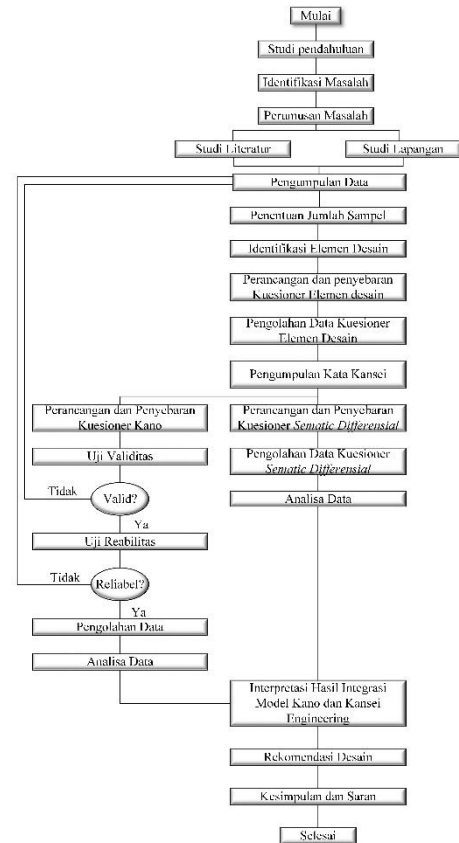 Mulai
Studi pendahuluan
Identifikasi Masalah
Perumusan Masalah
Studi Literatur
Studi Lapangan
Pengumpulan Data
Penentuan Jumlah Sampel
Identifikasi Elemen Desain
Perancangan dan penyebaran
Kuesioner Elemen desain
Pengolahan Data Kuesioner
Elemen Desain
Pengumpulan Kata Kansei
Perancangan dan Penyebaran
Kuesioner Kano
Uji Validitas
Tidak
Valid?
Ya
Uji Reabilitas
Tidak
Reliabel?
Ya
Pengolahan Data
Analisa Data
Perancangan dan Penyebaran
Kuesioner Sematic Differensial
Pengolahan Data Kuesioner
Sematic Differensial
Analisa Data
Interpretasi Hasil Integrasi
Model Kano dan Kansei
Engineering
Rekomendasi Desain
Kesimpulan dan Saran
Selesai